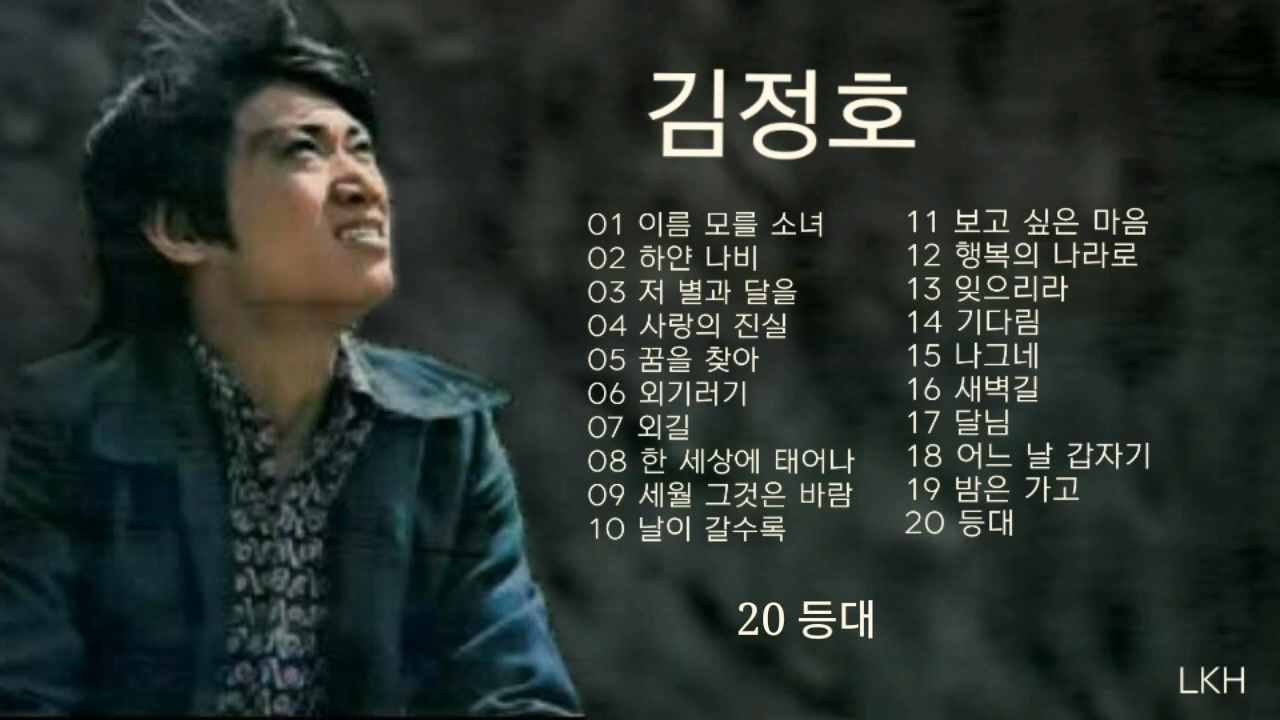 김정호
01 이름 모를 소녀
02 하얀 나비
03 저 별과 달을
04 사랑의 진실
05 꿈을 찾아
06 외기러기
07 외길
08 한 세상에 태어나
09 세월 그것은 바람
10 날이 갈수록
11 보고 싶은 마음
12 행복의 나라로
13 잊으리라
14 기다림
15 나그네
16 새벽길
17 달님
18 어느 날 갑자기
19 밤은 가고
20 등대
20 등대
LKH